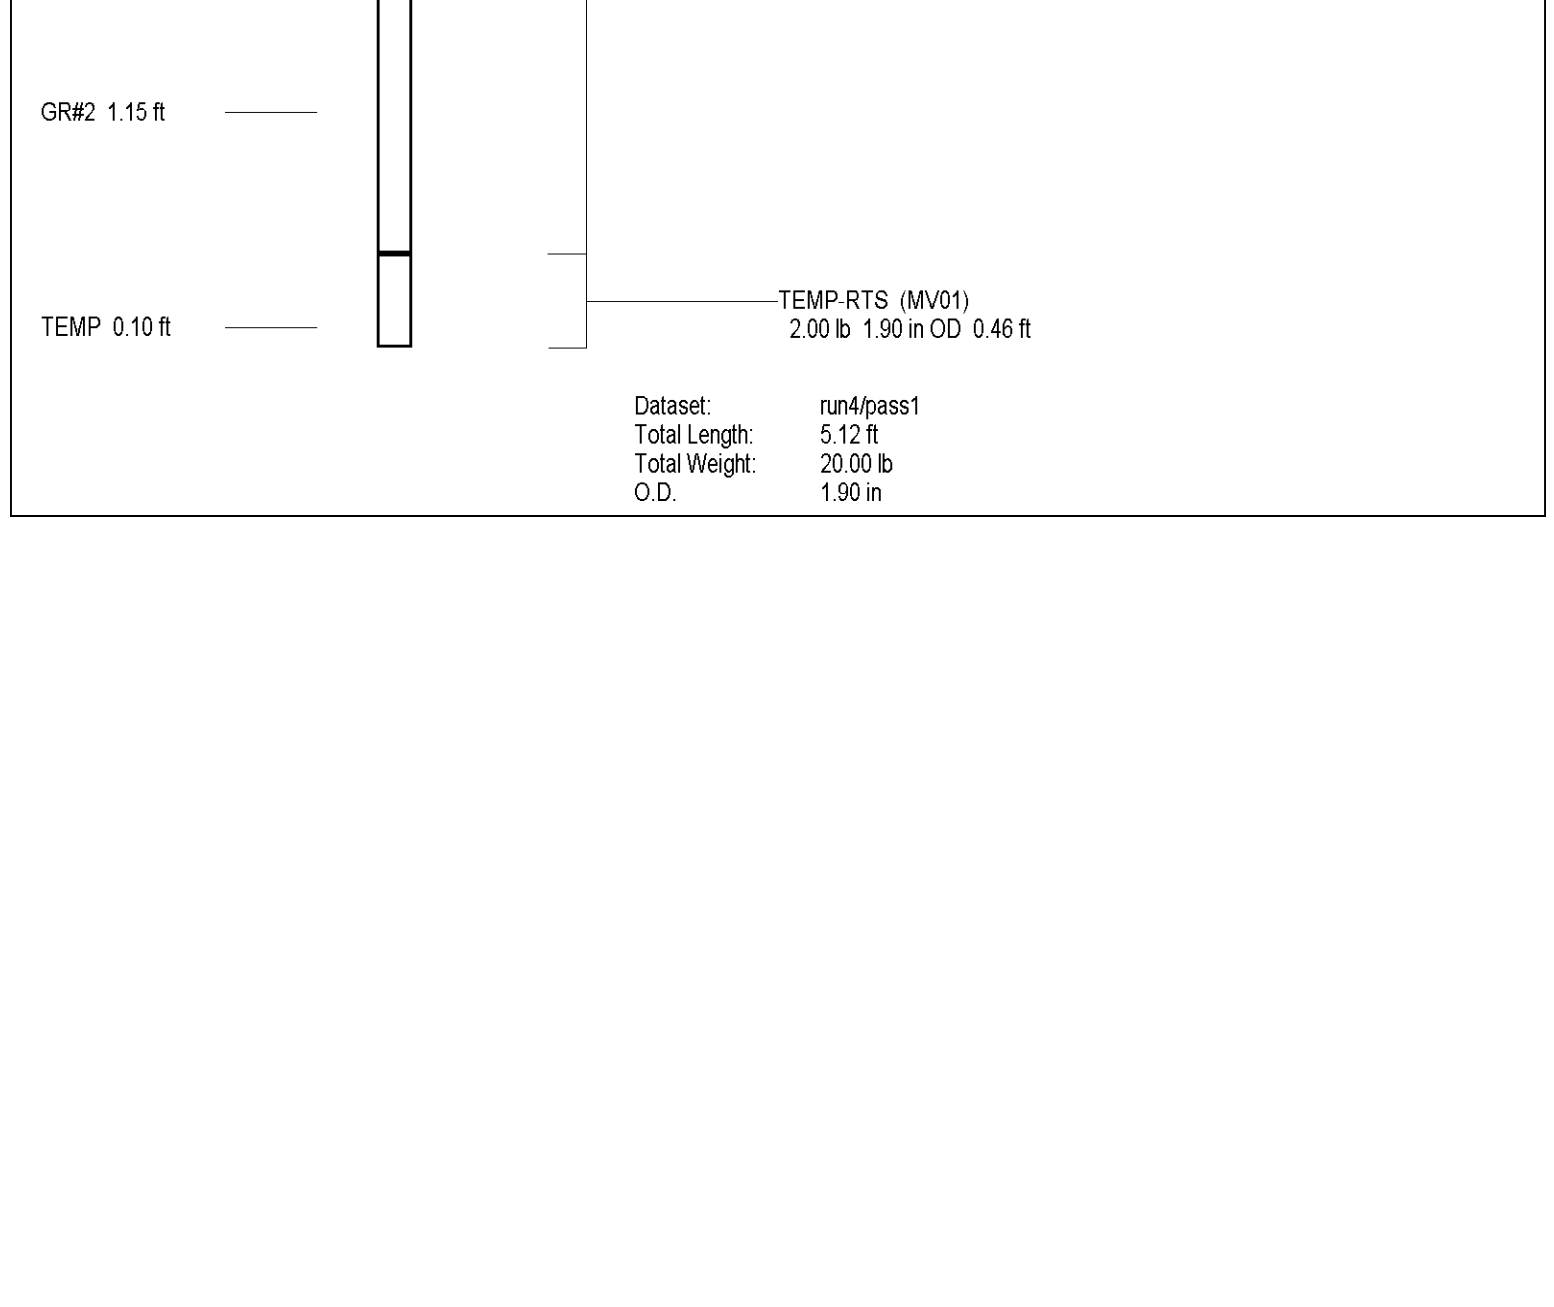 GR#2 1.15 ft
TEMP-RTS (MV01)
TEMP 0.10 ft
2.00 lb 1.90 in OD 0.46 ft
Dataset: run4/pass1
Total Length: 5.12 ft
Total Weight: 20.00 lb
O.D. 1.90 in